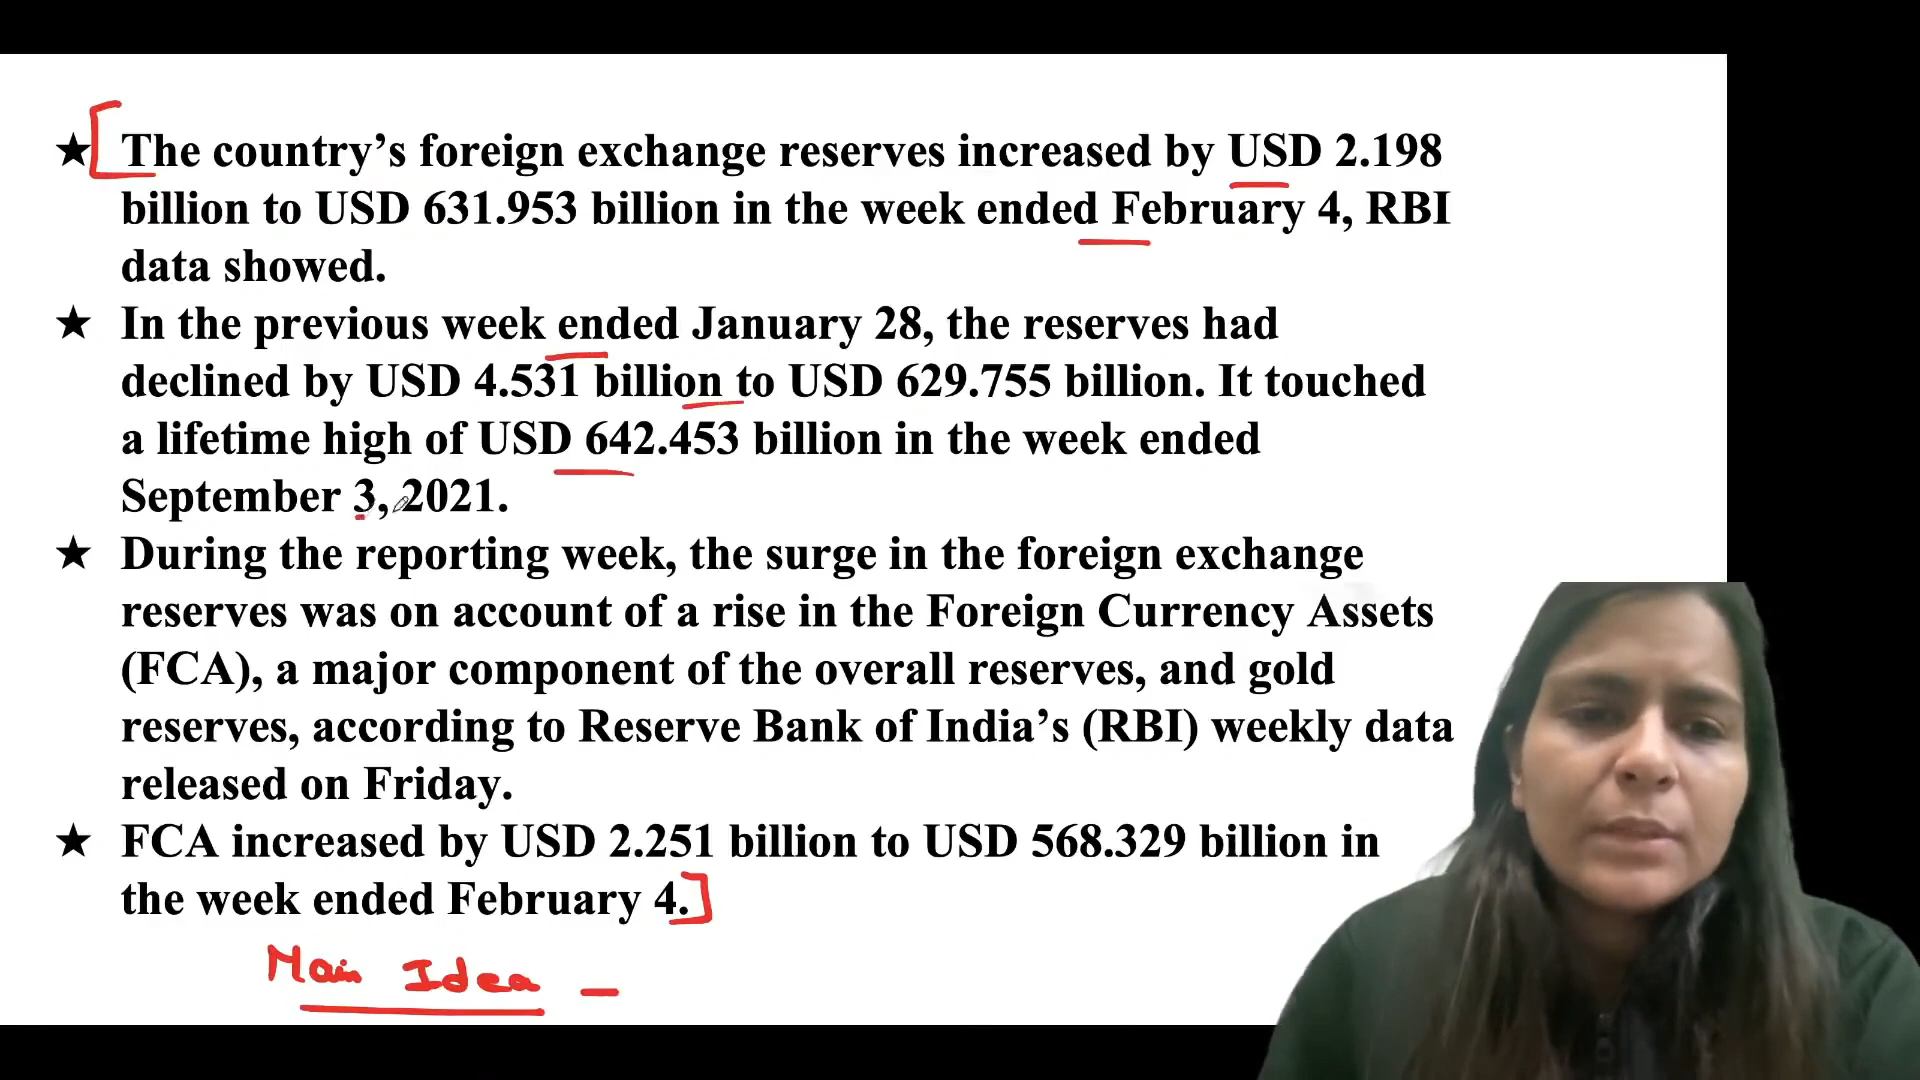 ★ The country’s foreign exchange reserves increased by USD 2.198
billion to USD 631.953 billion in the week ended February 4, RBI
data showed.
★ In the previous week ended January 28, the reserves had
declined by USD 4.531 billion to USD 629.755 billion. It touched
a lifetime high of USD 642.453 billion in the week ended
September 3, 2021.
★ During the reporting week, the surge in the foreign exchange
reserves was on account of a rise in the Foreign Currency Assets
(FCA), a major component of the overall reserves, and gold
reserves, according to Reserve Bank of India’s (RBI) weekly data
released on Friday.
★ FCA increased by USD 2.251 billion to USD 568.329 billion in
the week ended February 4.
Main Idea –